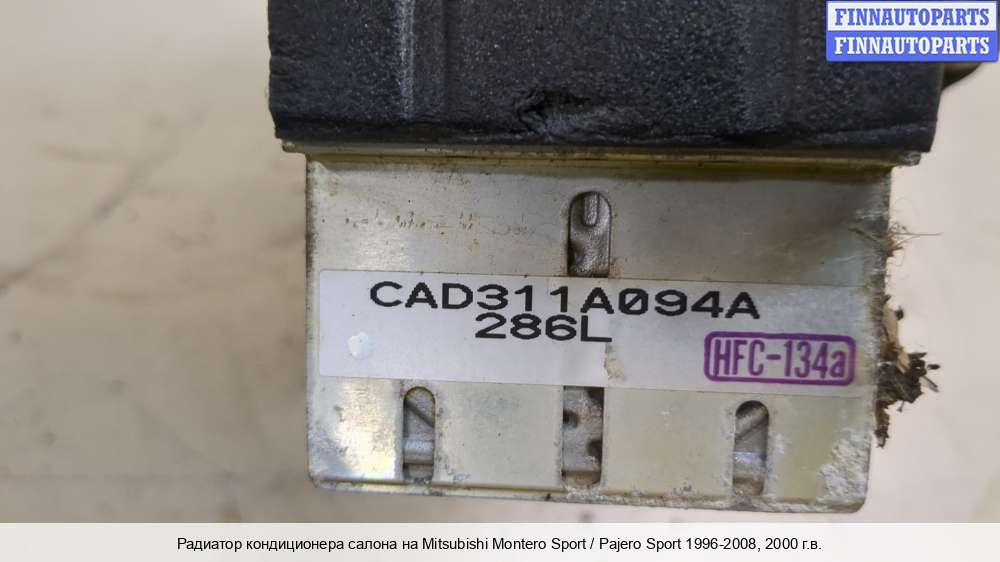 FINNAUTOPARTS
FINNAUTOPARTS
CAD311A094A
286L
HFC-134a
Радиатор кондиционера салона на Mitsubishi Montero Sport / Pajero Sport 1996-2008, 2000 г.в.